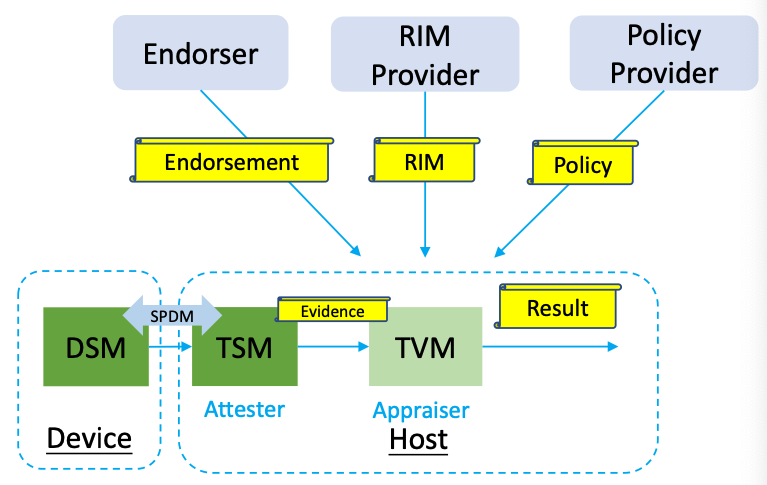 Endorser
RIM
Provider
Policy
Provider
Endorsement
RIM
Policy
SPDM
Evidence
Result
DSM
TSM
TVM
Attester
Appraiser
Device
Host